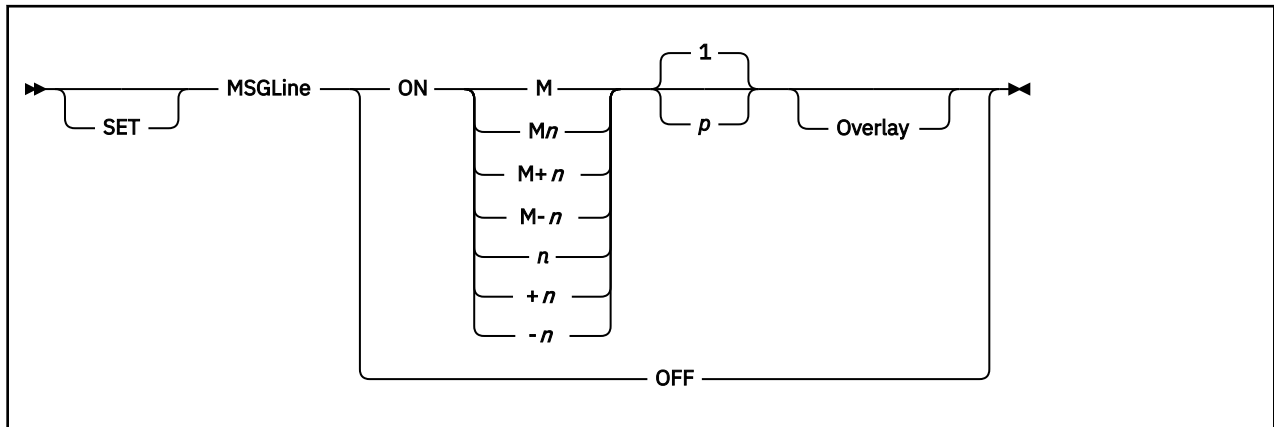 1
MSGLine ON M
SET p Overlay
Mn
M+n
M-n
n
+n
-n
OFF